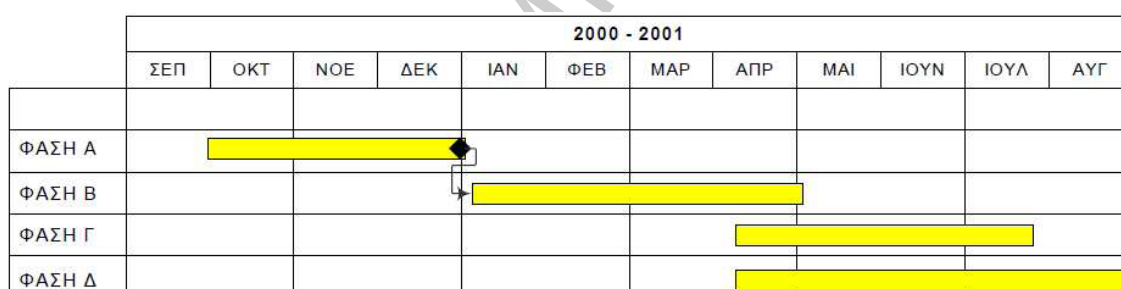 2000 - 2001
ΣΕΠ ΟΚΤ ΝΟΕ ΔΕΚ ΙΑΝ ΦΕΒ ΜΑΡ ΑΠΡ ΜΑΙ ΙΟΥΝ ΙΟΥΛ ΑΥΓ
ΦΑΣΗ Α
ΦΑΣΗ Β
ΦΑΣΗ Γ
ΦΑΣΗ Δ